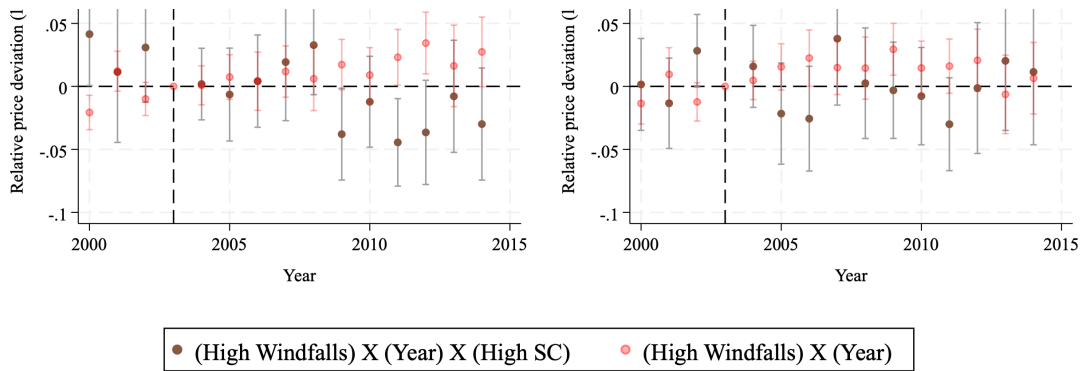 Relative price deviation (l
.05
0
-.05
-.1
2000 2005 2010 2015
Year
Relative price deviation (l
.05
0
-.05
-.1
2000 2005 2010 2015
Year
(High Windfalls) X (Year) X (High SC) (High Windfalls) X (Year)